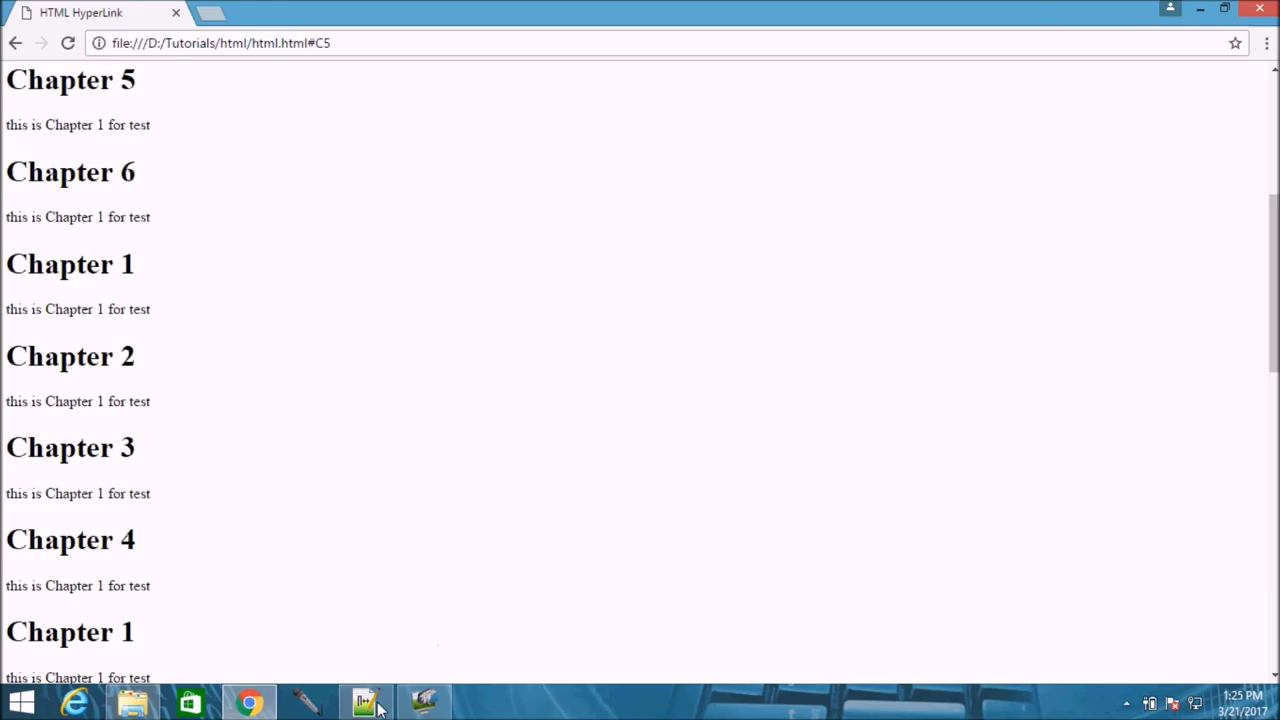 HTML HyperLink
file:///D:/Tutorials/html/html.html#C5
Chapter 5
this is Chapter 1 for test
Chapter 6
this is Chapter 1 for test
Chapter 1
this is Chapter 1 for test
Chapter 2
this is Chapter 1 for test
Chapter 3
this is Chapter 1 for test
Chapter 4
this is Chapter 1 for test
Chapter 1
this is Chapter 1 for test
1:25 PM
3/21/2017